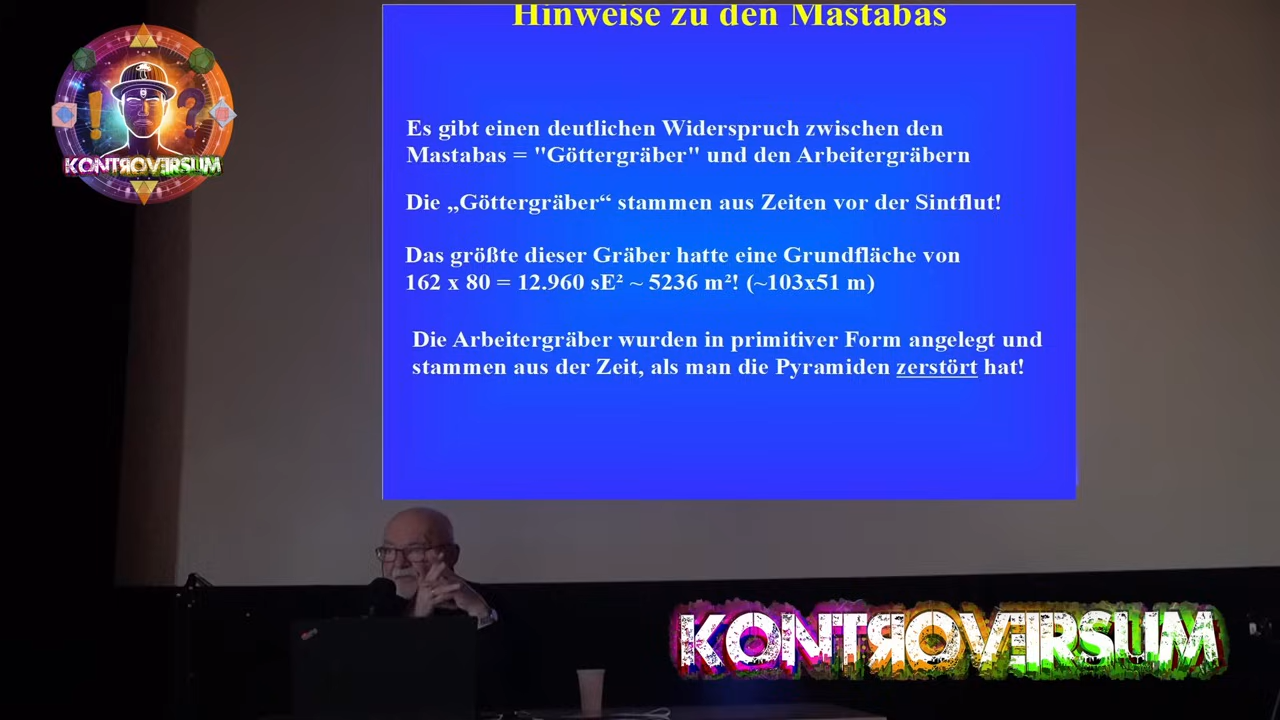 Hinweise zu den Mastabas
KONTROVERSUM
Es gibt einen deutlichen Widerspruch zwischen den
Mastabas = "Göttergräber" und den Arbeitergräbern
Die „Göttergräber“ stammen aus Zeiten vor der Sintflut!
Das größte dieser Gräber hatte eine Grundfläche von
162 x 80 = 12.960 sE² ~ 5236 m²! (~103x51 m)
Die Arbeitergräber wurden in primitiver Form angelegt und
stammen aus der Zeit, als man die Pyramiden zerstört hat!
KONTROVERSUM